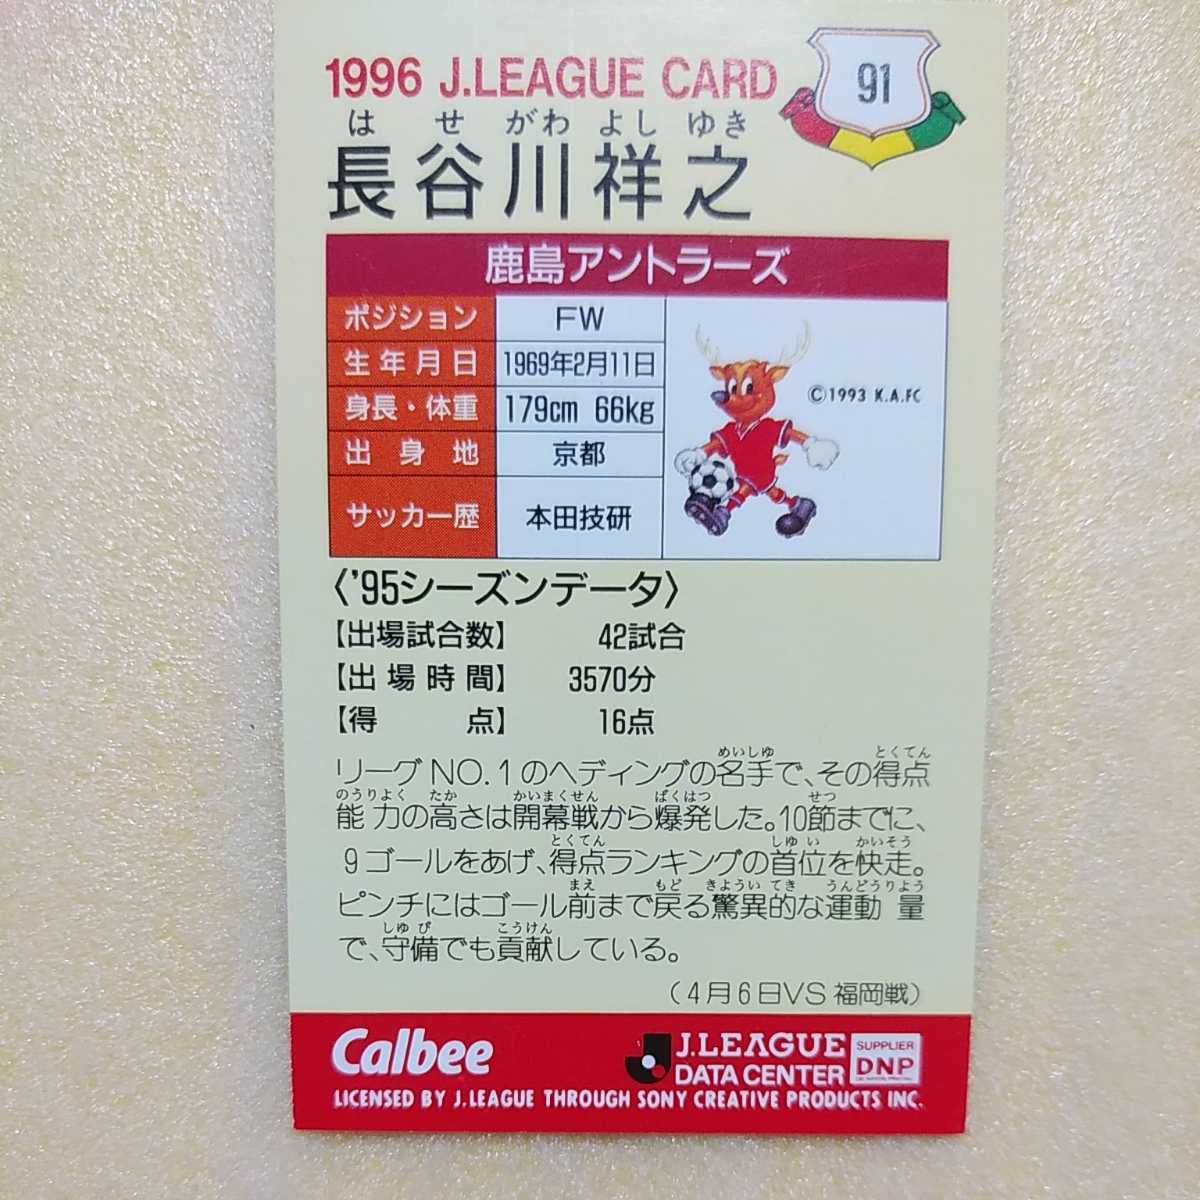 1996 J.LEAGUE CARD
91
は せ がわ よし ゆき
長谷川祥之
鹿島アントラーズ
ポジション FW
生年月日 1969年2月11日
身長・体重 179cm 66kg
出身地 京都
サッカー歴 本田技研
©1993 K.A.FC
〈'95シーズンデータ〉
【出場試合数】 42試合
【出場時間】 3570分
【得点】 16点
めいしゆ とくてん
リーグNO.1のヘディングの名手で、その得点
のうりよく たか かいまくせん ばくはつ せつ
能力の高さは開幕戦から爆発した。10節までに、
とくてん しゆい かいそう
9ゴールをあげ、得点ランキングの首位を快走。
まえ もど きよういてき うんどうりよう
ピンチにはゴール前まで戻る驚異的な運動量
しゆび こうけん
で、守備でも貢献している。
(4月6日VS福岡戦)
Calbee
J.LEAGUE
DATA CENTER
SUPPLIER
DNP
LICENSED BY J.LEAGUE THROUGH SONY CREATIVE PRODUCTS INC.